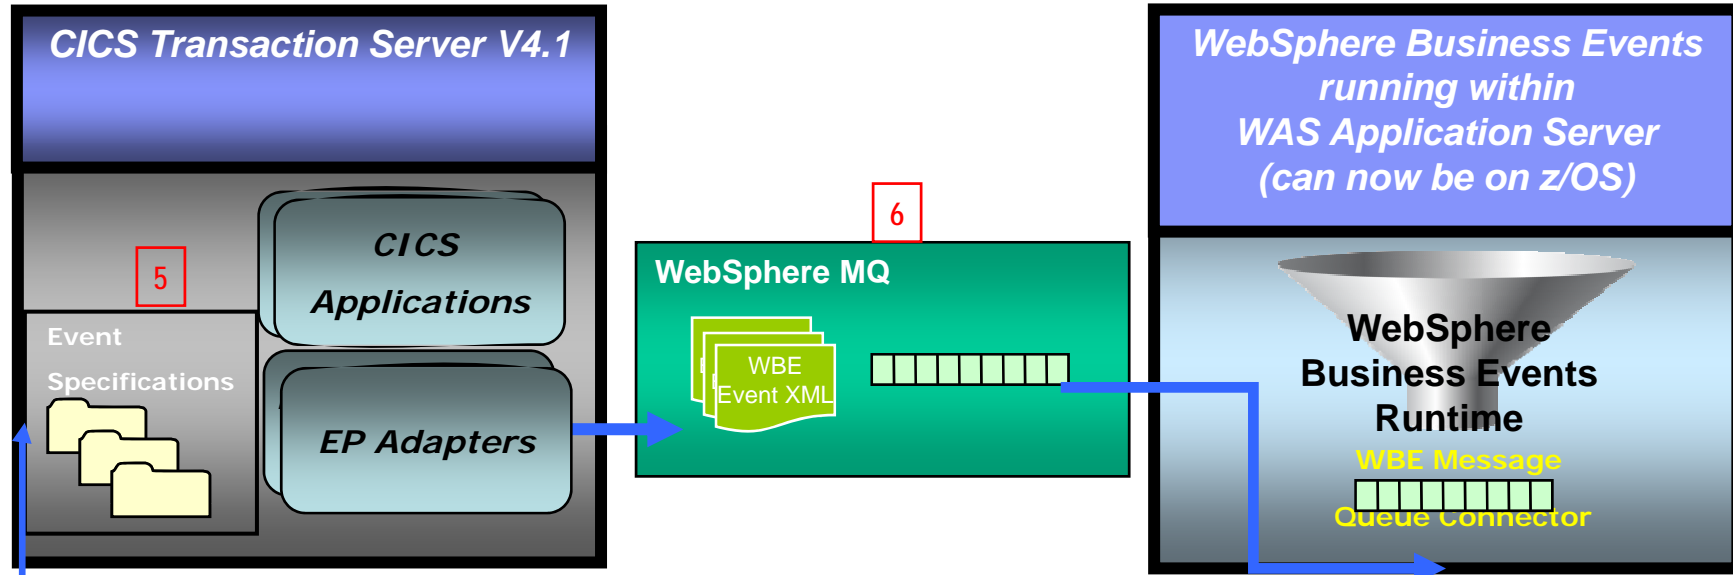 CICS Transaction Server V4.1
5
Event
Specifications
CICS
Applications
EP Adapters
6
WebSphere MQ
WBE
Event XML
WebSphere Business Events
running within
WAS Application Server
(can now be on z/OS)
WebSphere
Business Events
Runtime
WBE Message
Queue Connector